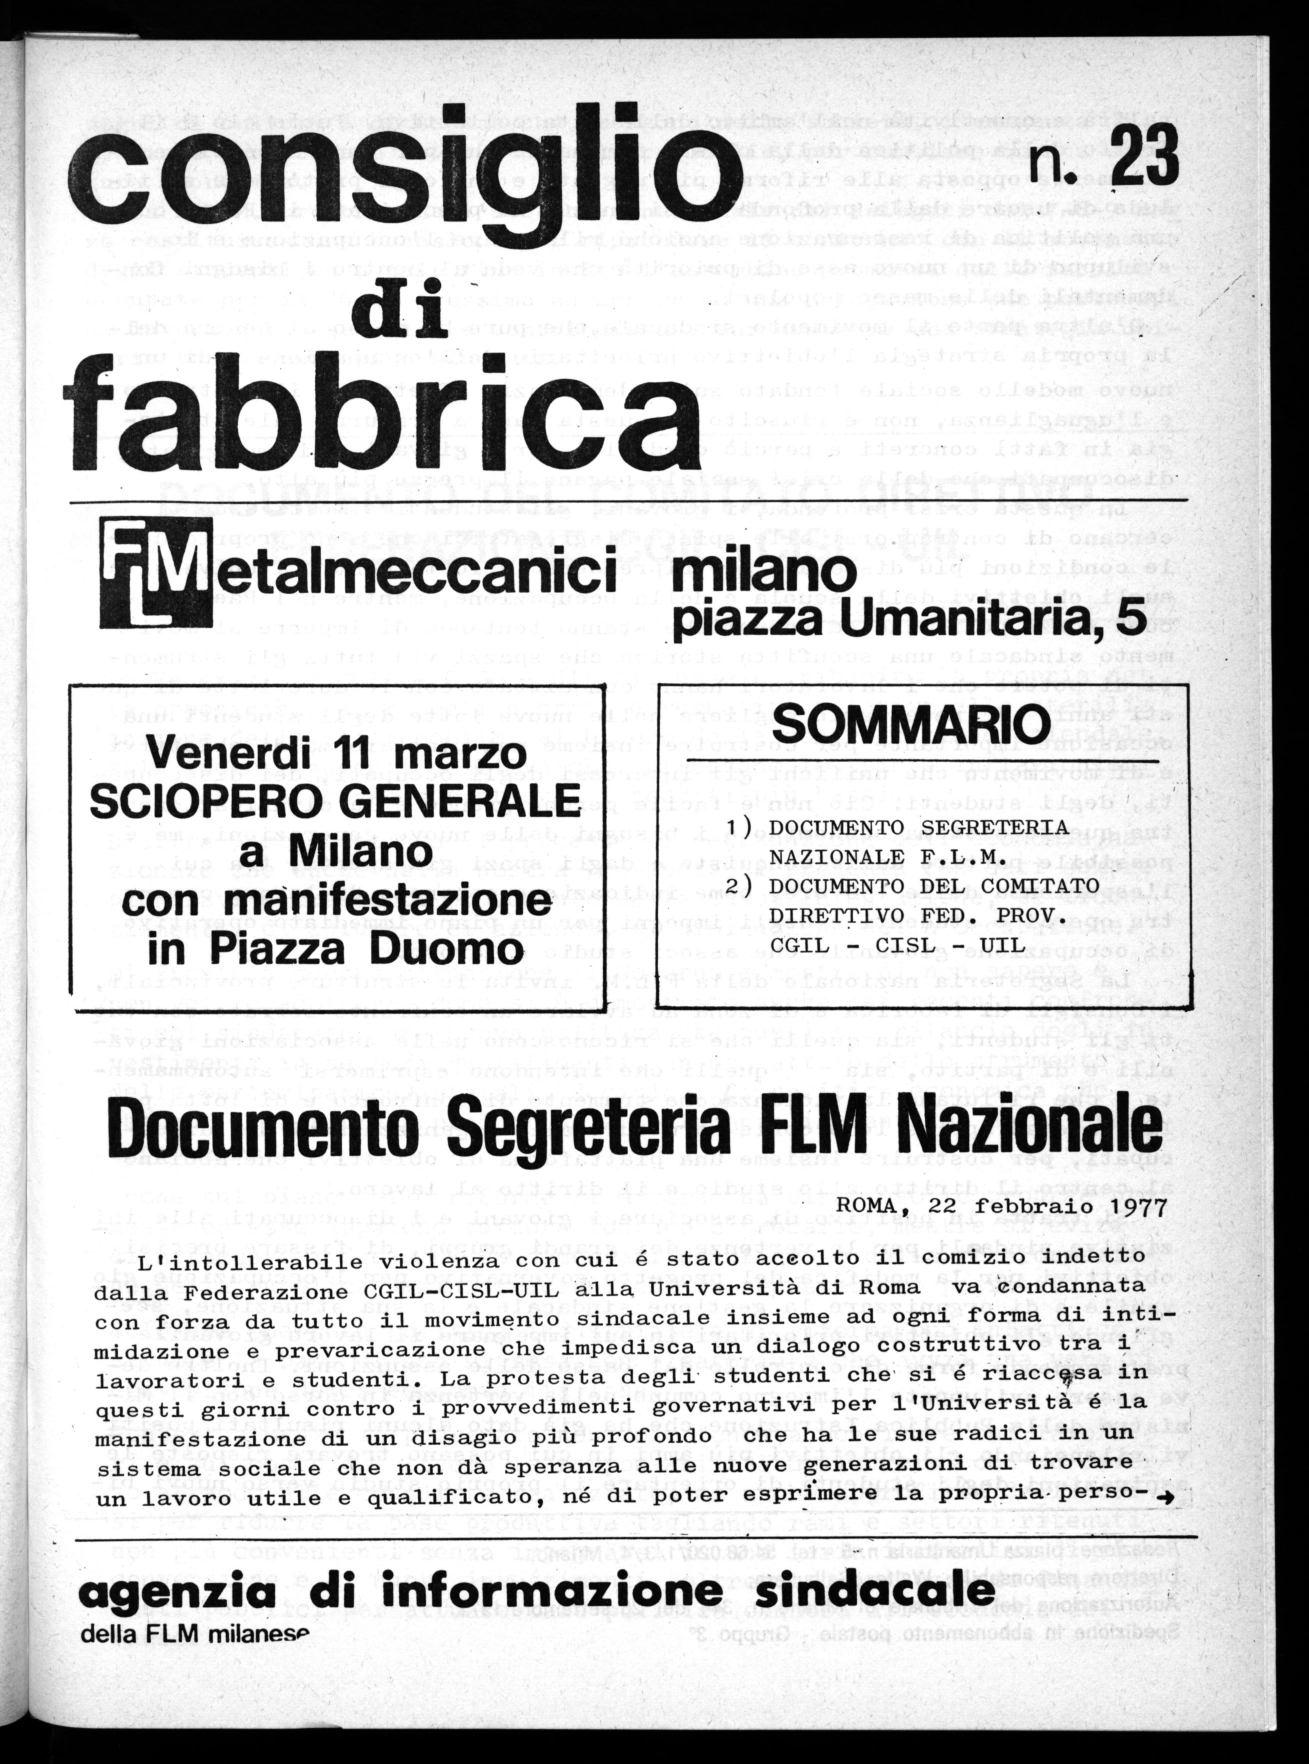 consiglio
n. 23
di
fabbrica
FLMetalmeccanici
milano
piazza Umanitaria, 5
Venerdi 11 marzo
SCIOPERO GENERALE
a Milano
con manifestazione
in Piazza Duomo
SOMMARIO
1) DOCUMENTO SEGRETERIA
NAZIONALE F.L.M.
2) DOCUMENTO DEL COMITATO
DIRETTIVO FED. PROV.
CGIL - CISL - UIL
Documento Segreteria FLM Nazionale
ROMA, 22 febbraio 1977
L'intollerabile violenza con cui é stato accolto il comizio indetto
dalla Federazione CGIL-CISL-UIL alla Università di Roma va condannata
con forza da tutto il movimento sindacale insieme ad ogni forma di inti-
midazione e prevaricazione che impedisca un dialogo costruttivo tra i
lavoratori e studenti. La protesta degli studenti che si é riaccesa in
questi giorni contro i provvedimenti governativi per l'Università é la
manifestazione di un disagio più profondo che ha le sue radici in un
sistema sociale che non dà speranza alle nuove generazioni di trovare
un lavoro utile e qualificato, né di poter esprimere la propria perso-→
agenzia di informazione sindacale
della FLM milanese